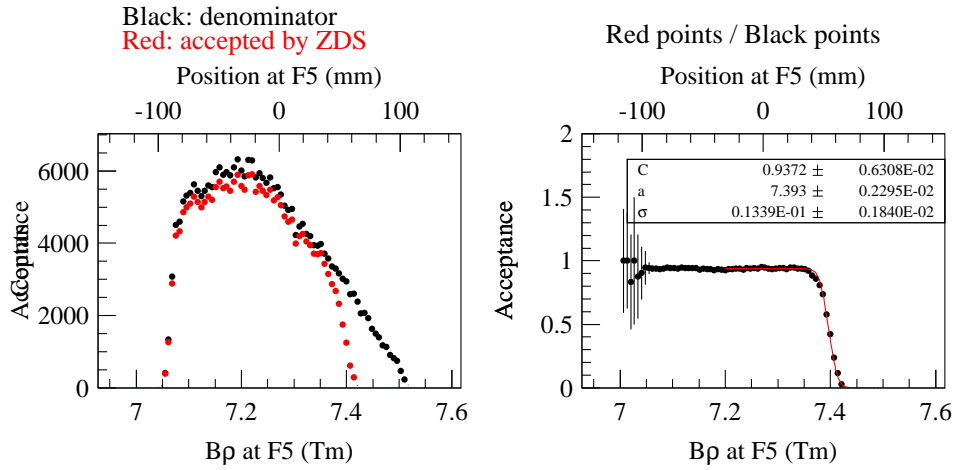 Black: denominator
Red: accepted by ZDS
Position at F5 (mm)
-100 0 100
6000
4000
2000
0
Acceptance
Counts
7 7.2 7.4 7.6
Bρ at F5 (Tm)
Red points / Black points
Position at F5 (mm)
-100 0 100
2
1.5
1
0.5
0
Acceptance
C 0.9372 ± 0.6308E-02
a 7.393 ± 0.2295E-02
σ 0.1339E-01 ± 0.1840E-02
7 7.2 7.4 7.6
Bρ at F5 (Tm)